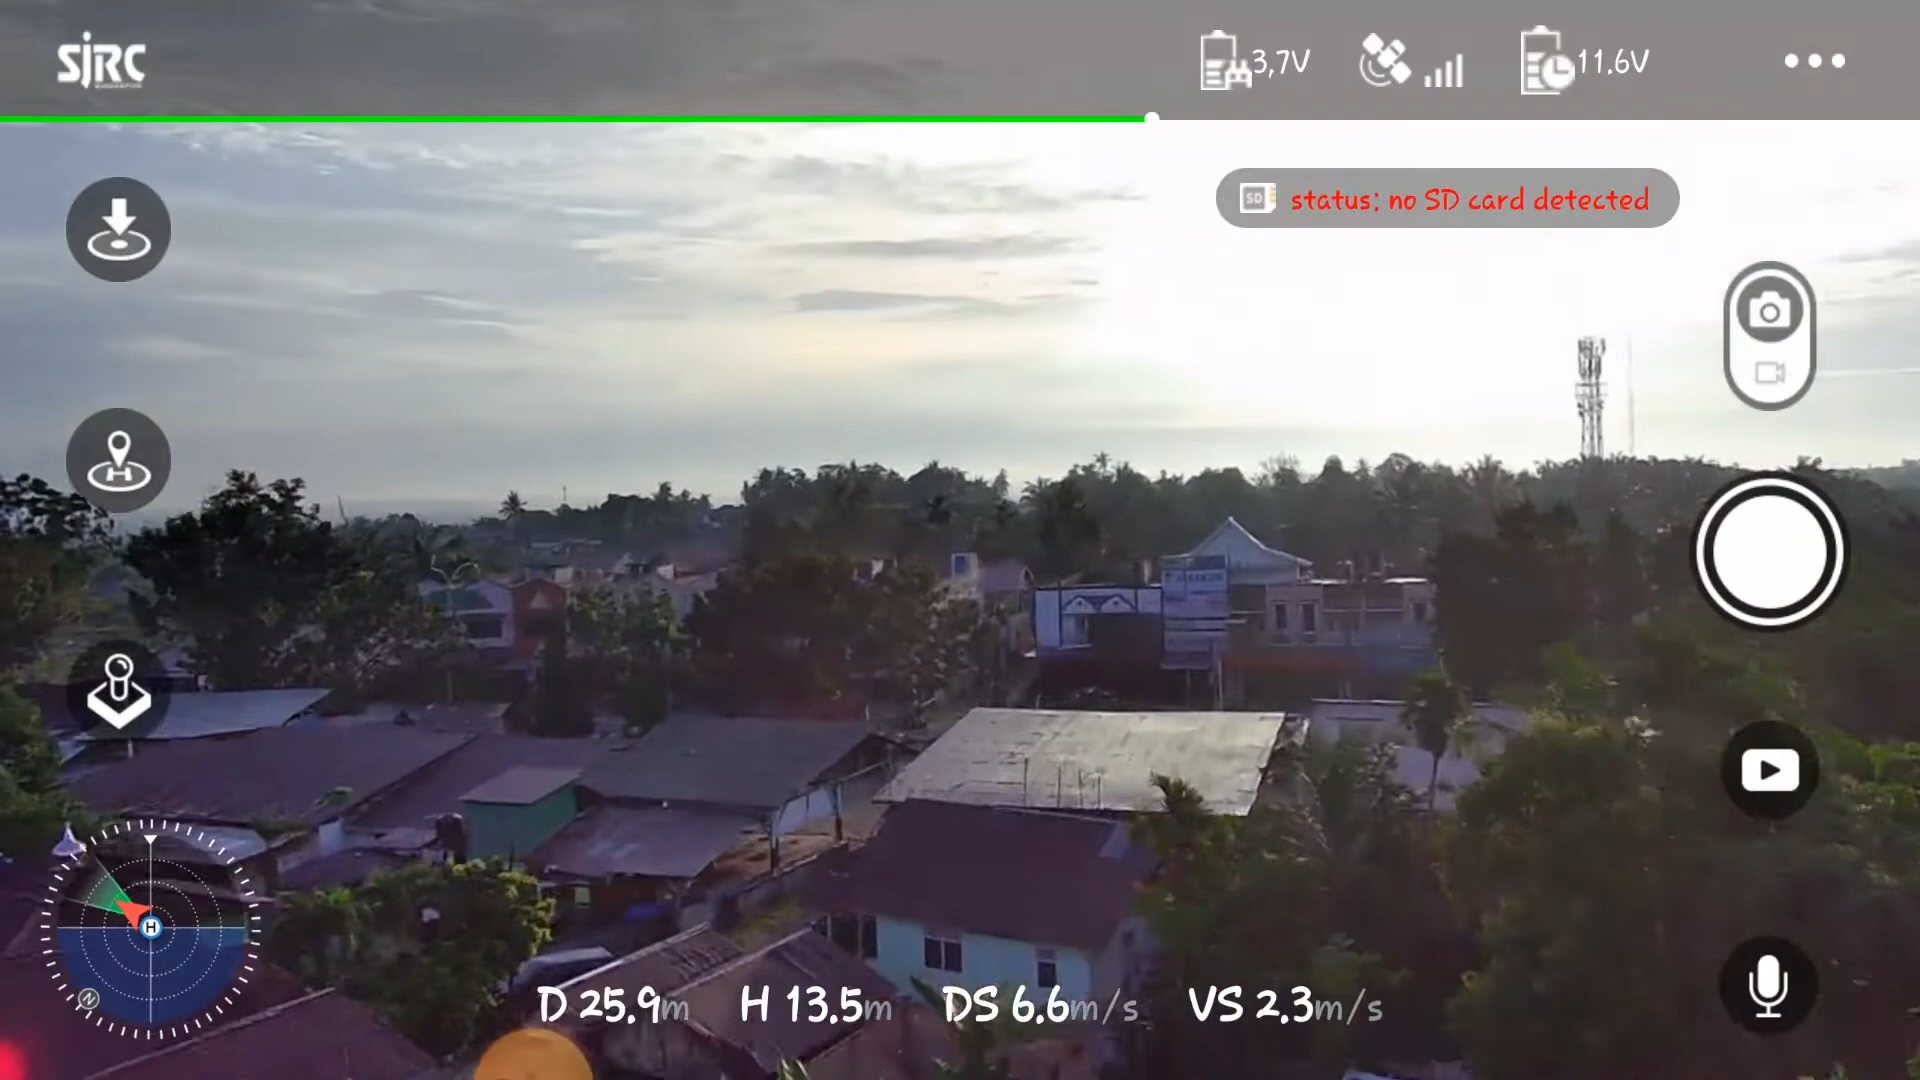 SJRC
3,7V
11.6V
SD status: no SD card detected
H
N
D 25.9m H 13.5m DS 6.6m/s VS 2.3m/s